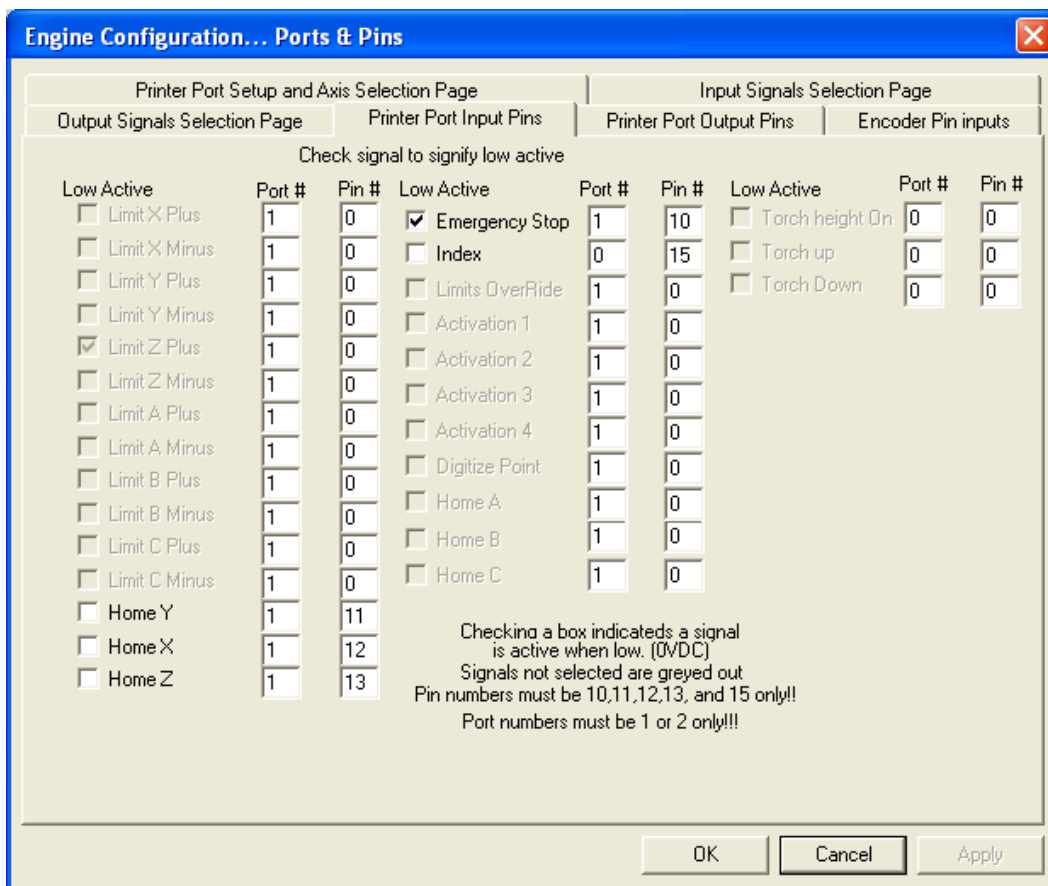 Engine Configuration... Ports & Pins
Printer Port Setup and Axis Selection Page Input Signals Selection Page
Output Signals Selection Page Printer Port Input Pins Printer Port Output Pins Encoder Pin inputs
Check signal to signify low active
Low Active Port # Pin # Low Active Port # Pin # Low Active Port # Pin #
Limit X Plus 1 0 Emergency Stop 1 10 Torch height On 0 0
Limit X Minus 1 0 Index 0 15 Torch up 0 0
Limit Y Plus 1 0 Limits OverRide 1 0 Torch Down 0 0
Limit Y Minus 1 0 Activation 1 1 0
Limit Z Plus 1 0 Activation 2 1 0
Limit Z Minus 1 0 Activation 3 1 0
Limit A Plus 1 0 Activation 4 1 0
Limit A Minus 1 0 Digitize Point 1 0
Limit B Plus 1 0 Home A 1 0
Limit B Minus 1 0 Home B 1 0
Limit C Plus 1 0 Home C 1 0
Limit C Minus 1 0
Home Y 1 11
Home X 1 12
Home Z 1 13
Checking a box indicateds a signal
is active when low. (0VDC)
Signals not selected are greyed out
Pin numbers must be 10,11,12,13, and 15 only!!
Port numbers must be 1 or 2 only!!!
OK Cancel Apply